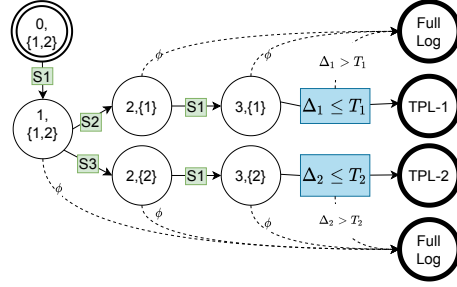 0,
{1,2}
S1
1,
{1,2}
S2
2,{1}
S1
3,{1}
ϕ
ϕ
Δ₁ > T₁
Δ₁ ≤ T₁
Full
Log
TPL-1
S3
2,{2}
S1
3,{2}
Δ₂ ≤ T₂
TPL-2
ϕ
ϕ
ϕ
Δ₂ > T₂
Full
Log